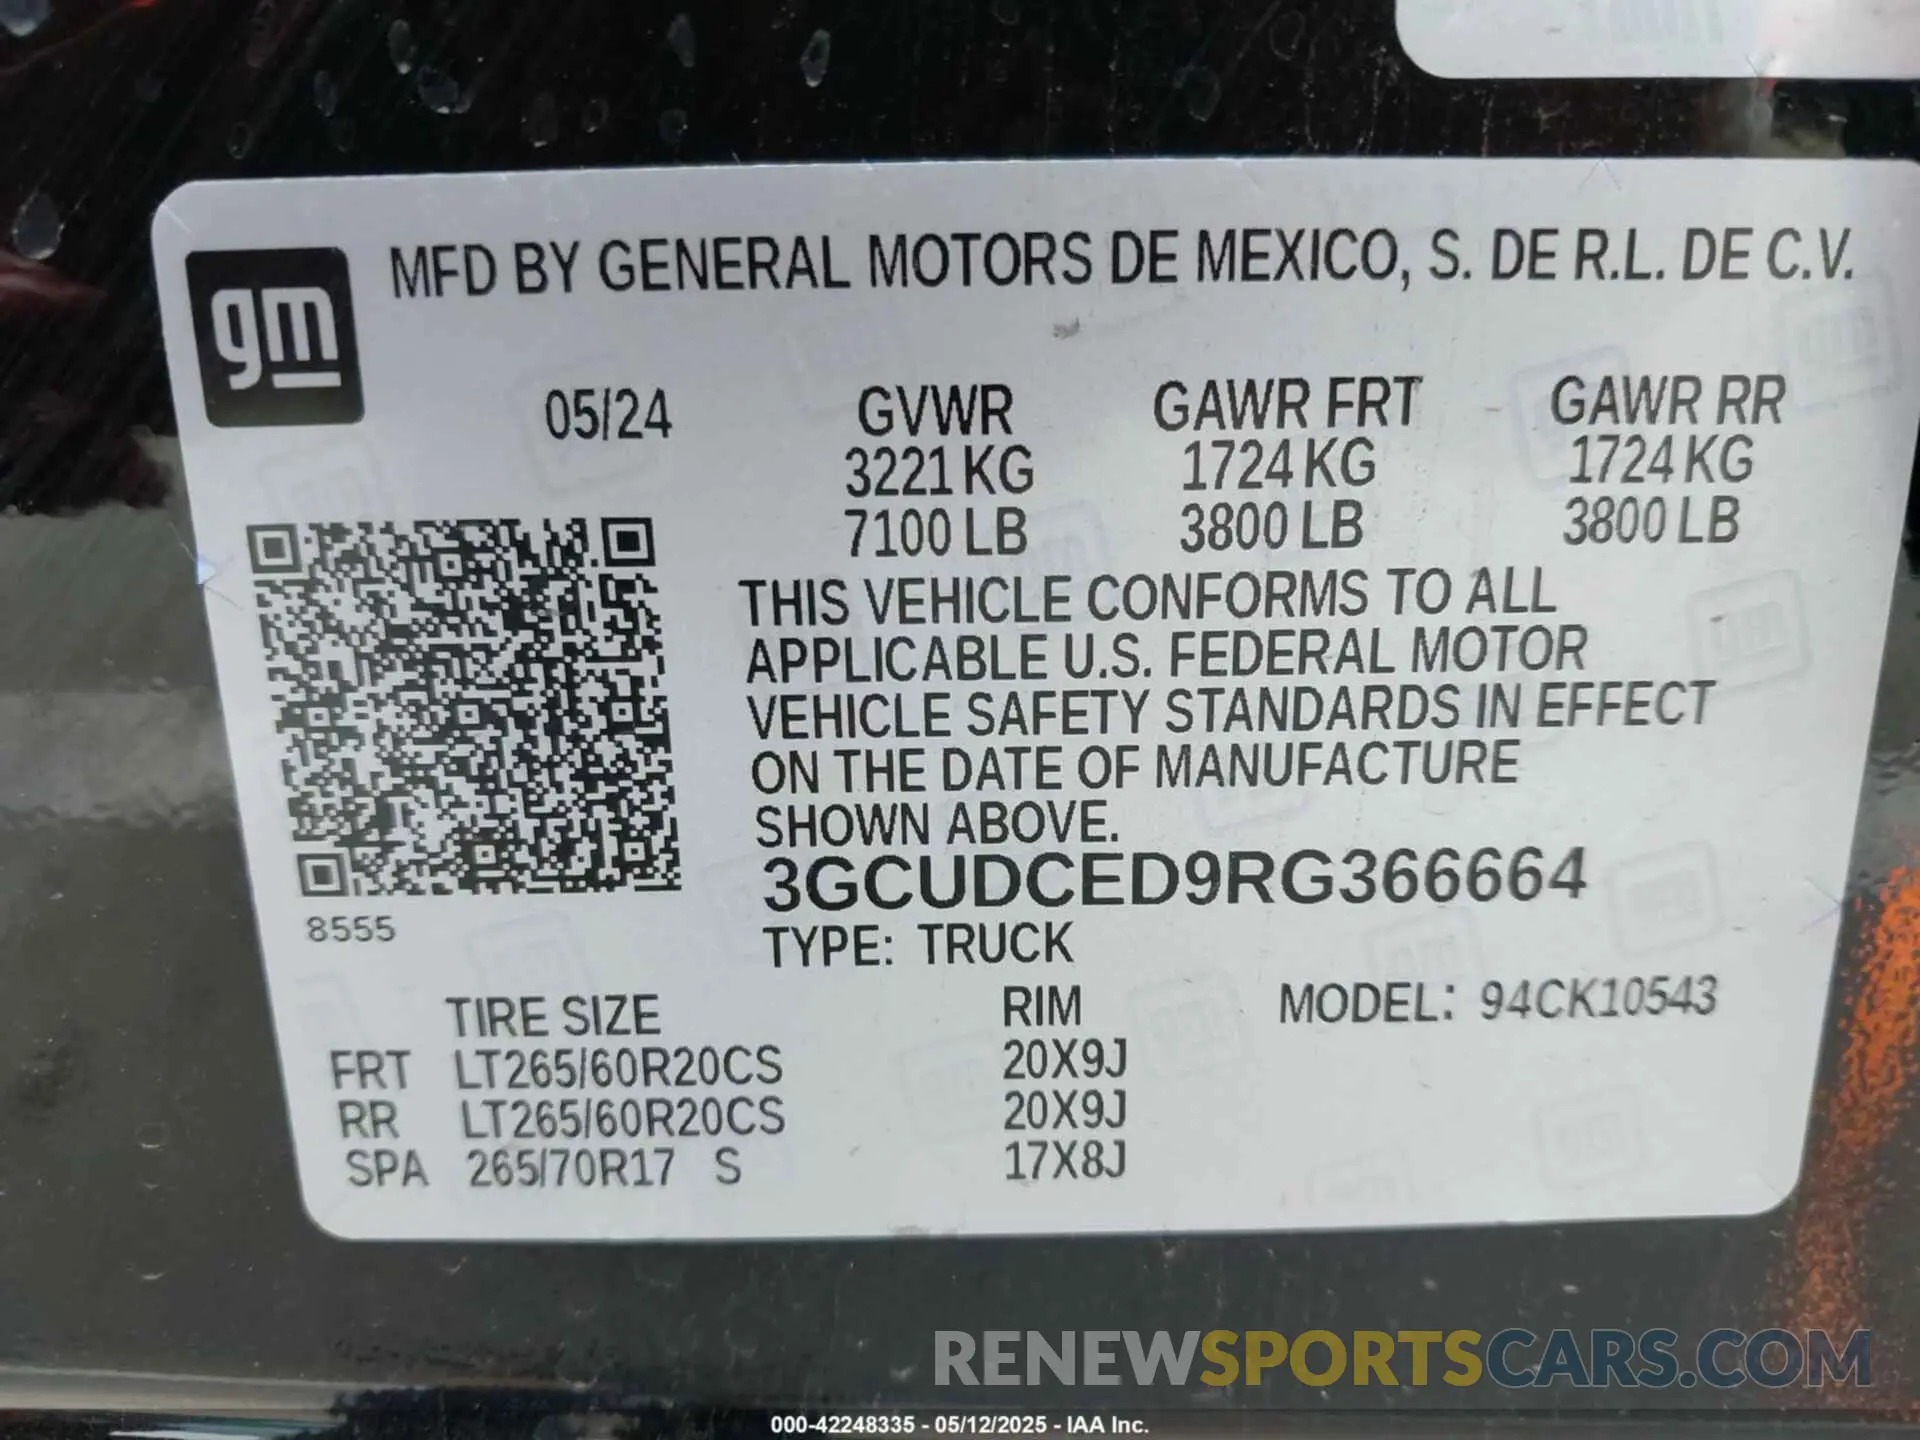 gm
MFD BY GENERAL MOTORS DE MEXICO, S. DE R.L. DE C.V.
05/24 GVWR GAWR FRT GAWR RR
3221 KG 1724 KG 1724 KG
7100 LB 3800 LB 3800 LB
THIS VEHICLE CONFORMS TO ALL
APPLICABLE U.S. FEDERAL MOTOR
VEHICLE SAFETY STANDARDS IN EFFECT
ON THE DATE OF MANUFACTURE
SHOWN ABOVE.
3GCUDCED9RG366664
8555
TYPE: TRUCK
TIRE SIZE RIM MODEL: 94CK10543
FRT LT265/60R20CS 20X9J
RR LT265/60R20CS 20X9J
SPA 265/70R17 S 17X8J
RENEWSPORTSCARS.COM
000-42248335 - 05/12/2025 - IAA Inc.